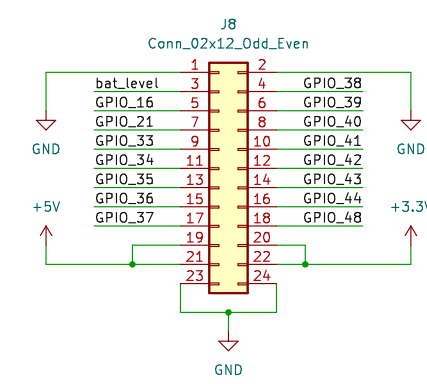 J8
Conn_02x12_Odd_Even
1 2
bat_level 3 4 GPIO_38
GPIO_16 5 6 GPIO_39
GPIO_21 7 8 GPIO_40
GPIO_33 9 10 GPIO_41
GPIO_34 11 12 GPIO_42
GPIO_35 13 14 GPIO_43
GPIO_36 15 16 GPIO_44
GPIO_37 17 18 GPIO_48
19 20
21 22
23 24
GND
GND
+5V
+3.3V
GND